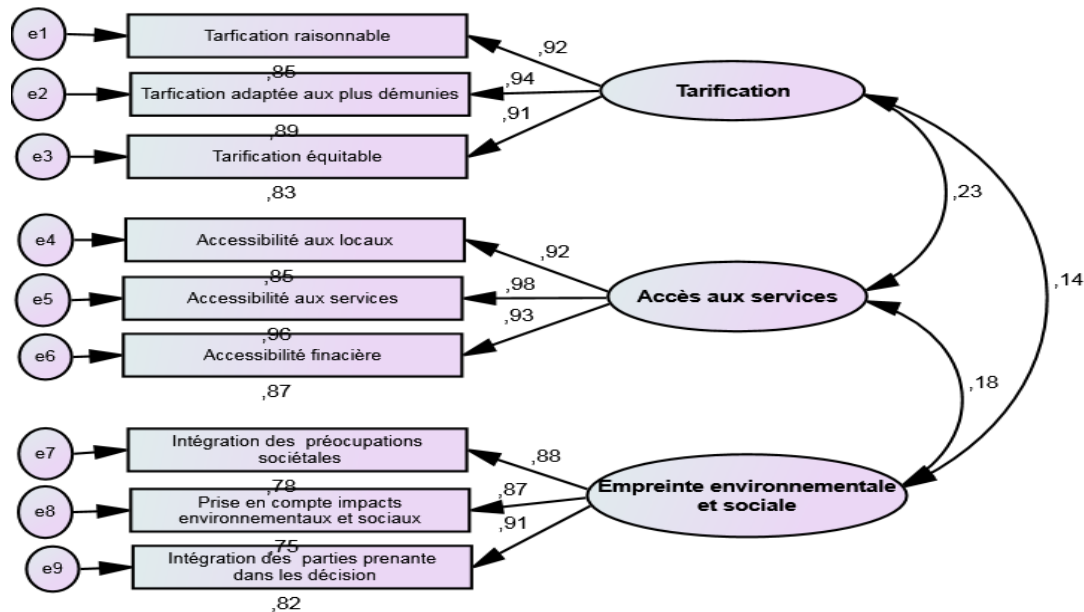 e1
Tarfication raisonnable
,85
,92
e2
Tarfication adaptée aux plus démunies
,89
,94
e3
Tarification équitable
,83
,91
Tarification
e4
Accessibilité aux locaux
,85
,92
e5
Accessibilité aux services
,96
,98
e6
Accessibilité finacière
,87
,93
Accès aux services
e7
Intégration des préocupations
sociétales
,78
,88
e8
Prise en compte impacts
environnementaux et sociaux
,75
,87
e9
Intégration des parties prenante
dans les décision
,82
,91
Empreinte environnementale
et sociale
,23
,14
,18